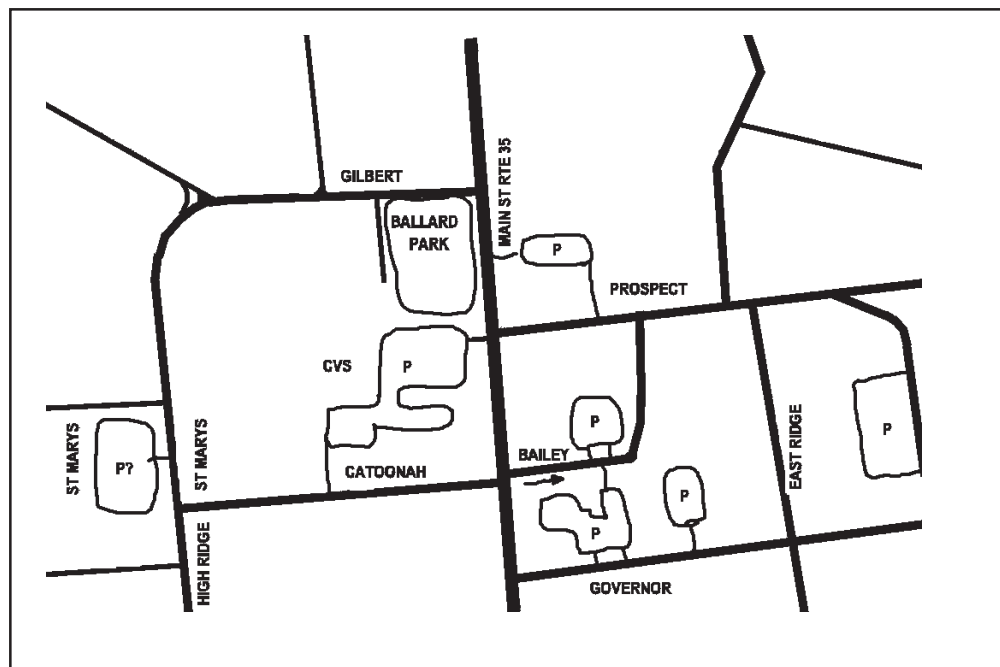 GILBERT
MAIN ST RTE 35
BALLARD
PARK
P
PROSPECT
CVS
P
ST MARYS
P?
ST MARYS
CATOONAH
BAILEY
P
P
P
EAST RIDGE
P
HIGH RIDGE
GOVERNOR